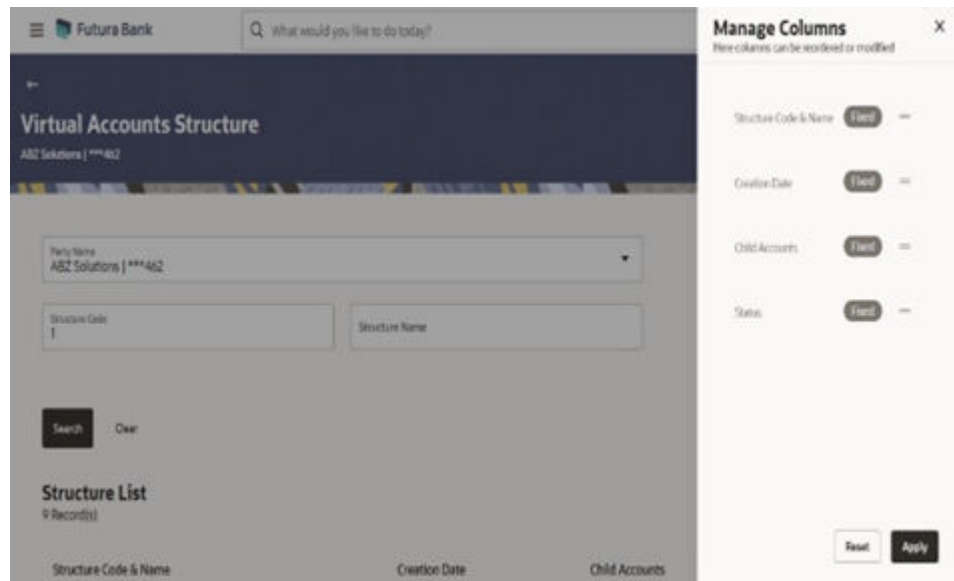 Futura Bank
What would you like to do today?
Virtual Accounts Structure
ABZ Solutions | ***462
Party Name
ABZ Solutions | ***462
Structure Code
1
Structure Name
Search
Clear
Structure List
9 Record(s)
Structure Code & Name
Creation Date
Child Accounts
Manage Columns
X
Here columns can be reordered or modified
Structure Code & Name Fixed
Creation Date Fixed
Child Accounts Fixed
Status Fixed
Reset
Apply